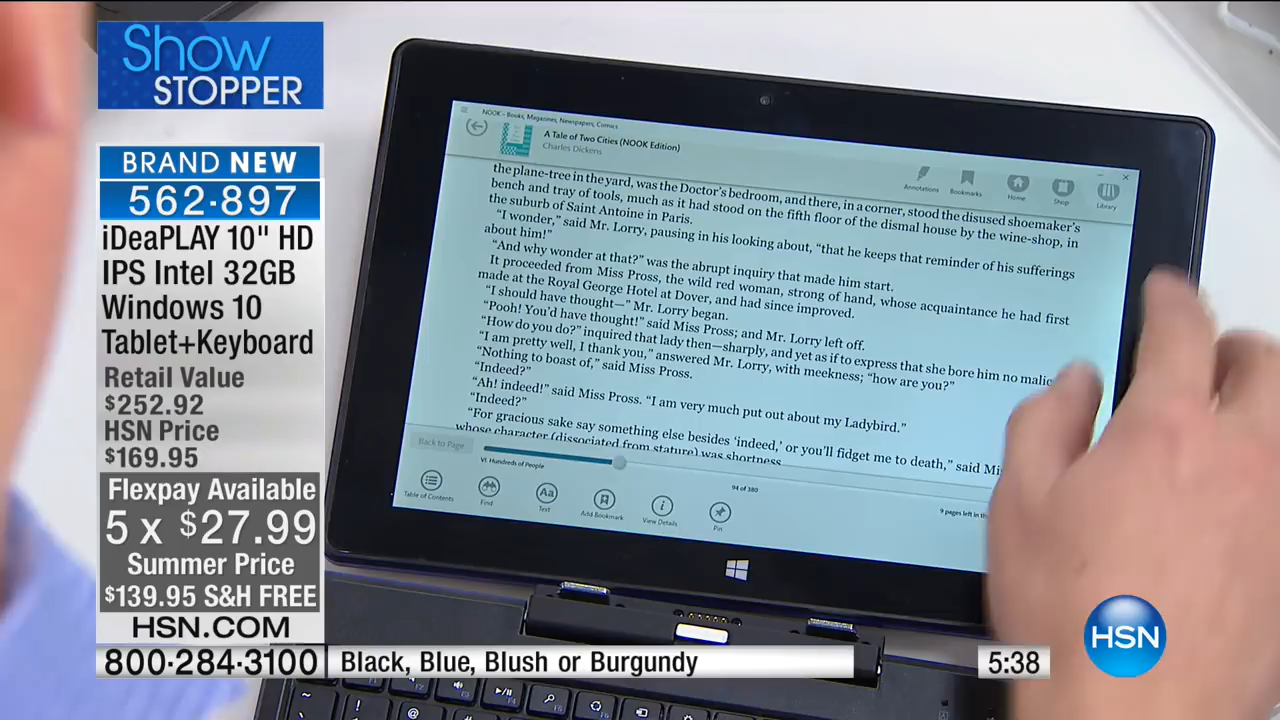 Show
STOPPER
BRAND NEW
562-897
iDeaPLAY 10" HD
IPS Intel 32GB
Windows 10
Tablet+Keyboard
Retail Value
$252.92
HSN Price
$169.95
Flexpay Available
5 x $27.99
Summer Price
$139.95 S&H FREE
HSN.COM
800-284-3100
Black, Blue, Blush or Burgundy
5:38
HSN
NOOK – Books, Magazines, Newspapers, Comics
A Tale of Two Cities (NOOK Edition)
Charles Dickens
Annotations
Bookmarks
Home
Shop
Library
the plane-tree in the yard, was the Doctor's bedroom, and there, in a corner, stood the disused shoemaker's
bench and tray of tools, much as it had stood on the fifth floor of the dismal house by the wine-shop, in
the suburb of Saint Antoine in Paris.
"I wonder," said Mr. Lorry, pausing in his looking about, "that he keeps that reminder of his sufferings
about him!"
"And why wonder at that?" was the abrupt inquiry that made him start.
It proceeded from Miss Pross, the wild red woman, strong of hand, whose acquaintance he had first
made at the Royal George Hotel at Dover, and had since improved.
"I should have thought—" Mr. Lorry began.
"Pooh! You'd have thought!" said Miss Pross; and Mr. Lorry left off.
"How do you do?" inquired that lady then—sharply, and yet as if to express that she bore him no malic
"I am pretty well, I thank you," answered Mr. Lorry, with meekness; "how are you?"
"Nothing to boast of," said Miss Pross.
"Indeed?"
"Ah! indeed!" said Miss Pross. "I am very much put out about my Ladybird."
"Indeed?"
"For gracious sake say something else besides 'indeed,' or you'll fidget me to death," said Mi
whose character (dissociated from stature) was shortness.
Back to Page
VI. Hundreds of People
94 of 380
9 pages left in th
Table of Contents
Find
Aa
Text
Add Bookmark
View Details
Pin